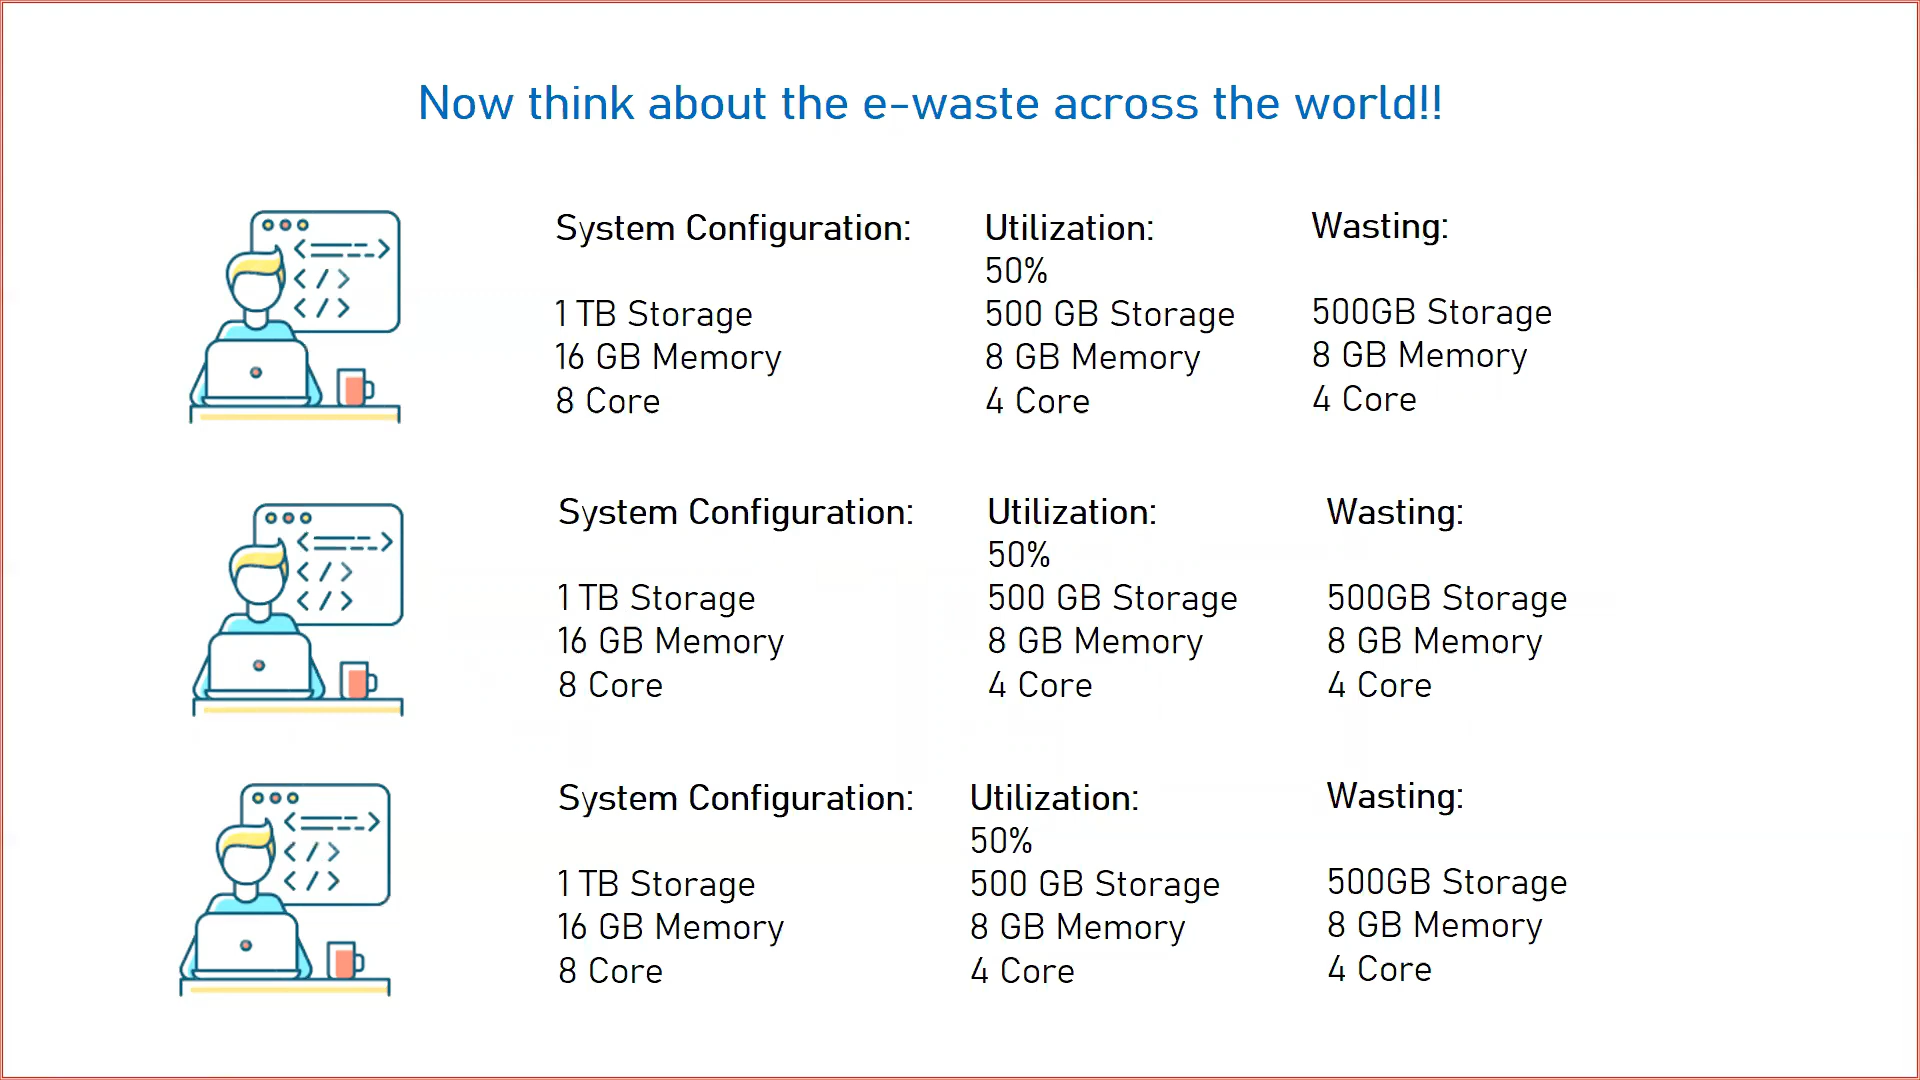 Now think about the e-waste across the world!!
System Configuration:
1 TB Storage
16 GB Memory
8 Core
Utilization:
50%
500 GB Storage
8 GB Memory
4 Core
Wasting:
500GB Storage
8 GB Memory
4 Core
System Configuration:
1 TB Storage
16 GB Memory
8 Core
Utilization:
50%
500 GB Storage
8 GB Memory
4 Core
Wasting:
500GB Storage
8 GB Memory
4 Core
System Configuration:
1 TB Storage
16 GB Memory
8 Core
Utilization:
50%
500 GB Storage
8 GB Memory
4 Core
Wasting:
500GB Storage
8 GB Memory
4 Core